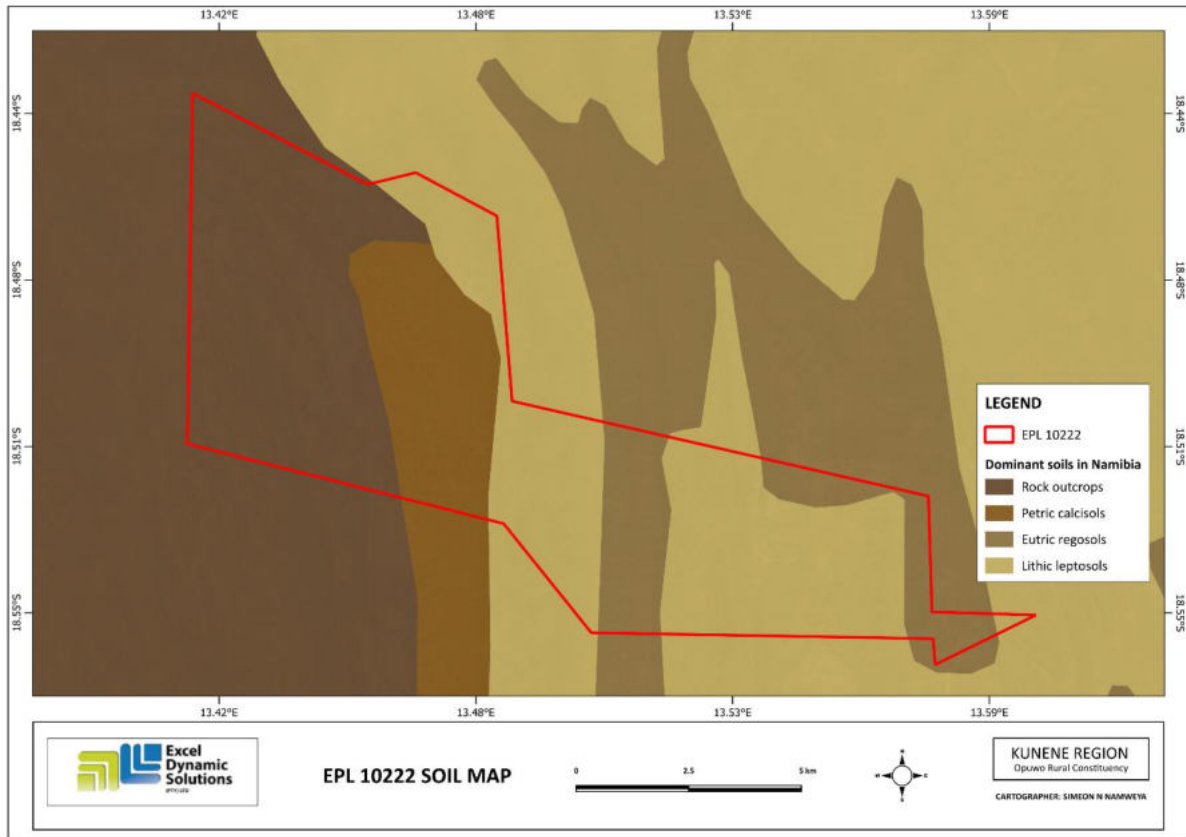 13.42°E 13.48°E 13.53°E 13.59°E
18.44°S 18.44°S
18.48°S 18.48°S
18.51°S 18.51°S
18.55°S 18.55°S
LEGEND
EPL 10222
Dominant soils in Namibia
Rock outcrops
Petric calcisols
Eutric regosols
Lithic leptosols
13.42°E 13.48°E 13.53°E 13.59°E
Excel
Dynamic
Solutions
EPL 10222 SOIL MAP
0 2.5 5 km
N
W E
S
KUNENE REGION
Opuwo Rural Constituency
CARTOGRAPHER: SIMEON N NAMWEYA